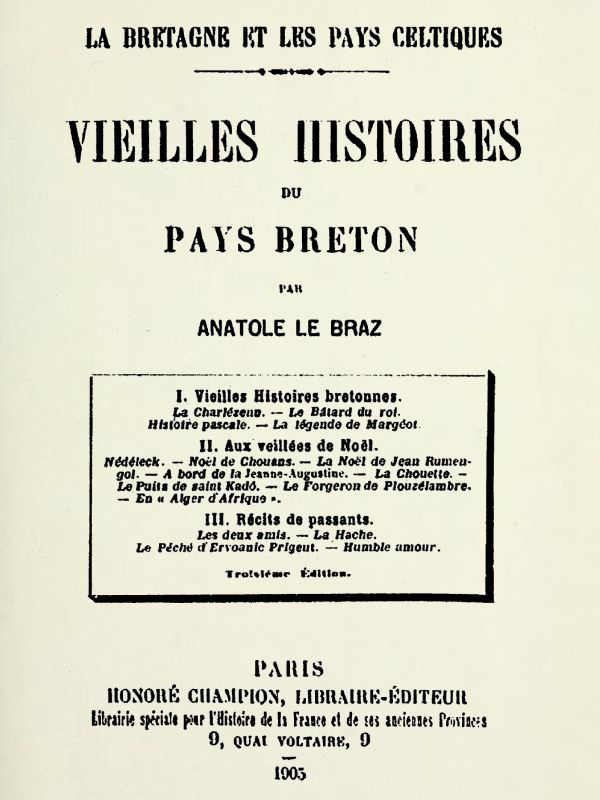 LA BRETAGNE ET LES PAYS CELTIQUES
VIEILLES HISTOIRES
DU
PAYS BRETON
PAR
ANATOLE LE BRAZ
I. Vieilles Histoires bretonnes.
La Charlézenn. — Le Bâtard du roi.
Histoire pascale. — La légende de Margéot.
II. Aux veillées de Noël.
Nédéleck. — Noël de Chouans. — La Noël de Jean Rumen-
gol. — A bord de la Jeanne-Augustine. — La Chouette. —
Le Puits de saint Kadô. — Le Forgeron de Plouzélambre.
— En « Alger d'Afrique ».
III. Récits de passants.
Les deux amis. — La Hache.
Le Péché d'Ervoanic Prigent. — Humble amour.
Troisième Édition.
PARIS
HONORÉ CHAMPION, LIBRAIRE-ÉDITEUR
Librairie spéciale pour l'Histoire de la France et de ses anciennes Provinces
9, QUAI VOLTAIRE, 9
1905